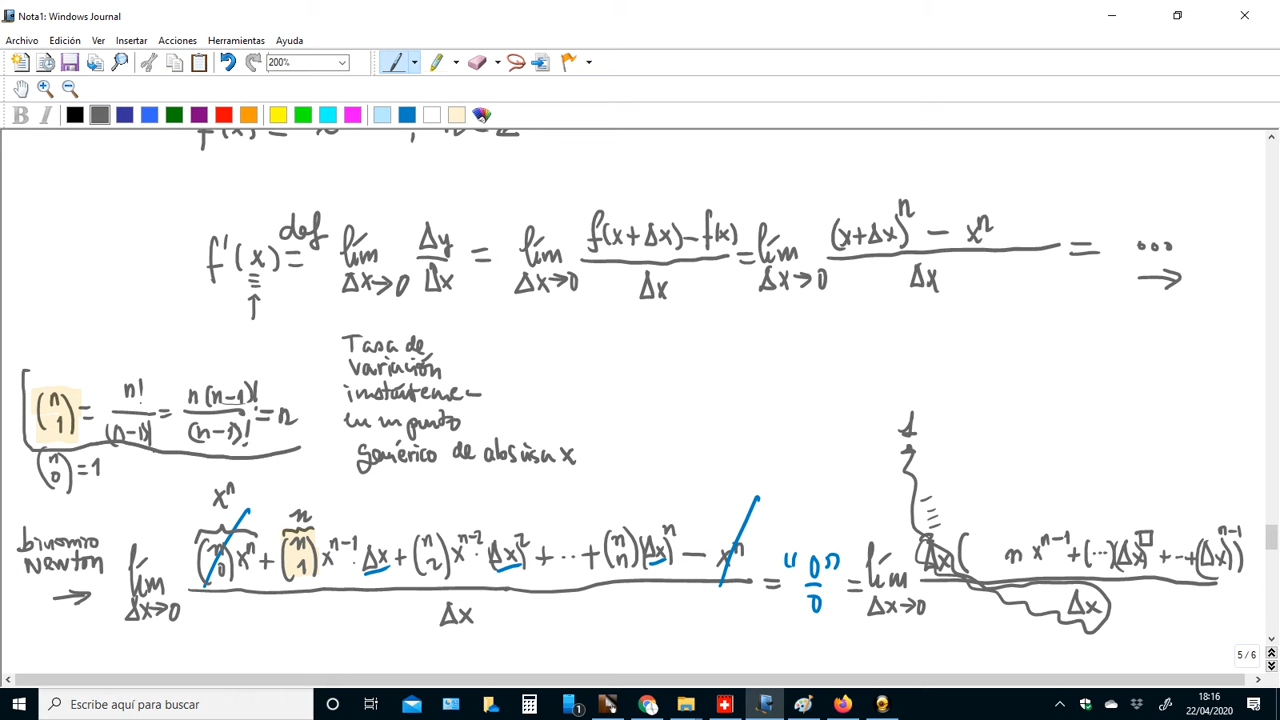 Nota1: Windows Journal
Archivo Edición Ver Insertar Acciones Herramientas Ayuda
200%
B I
f'(x) def= lím Δx→0 Δy/Δx = lím Δx→0 (f(x+Δx)-f(x))/Δx = lím Δx→0 ((x+Δx)^n - x^n)/Δx = ... →
Tasa de
variación
instántene-
en un punto
genérico de abscisa x
(n 1) = n!/(n-1)! = n(n-1)!/(n-1)! = n
(n 0) = 1
x^n n 1
binomio
Newton
→ lím Δx→0 ((n 0)x^n + (n 1)x^{n-1}·Δx + (n 2)x^{n-2}·(Δx)^2 + ... + (n n)(Δx)^n - x^n)/Δx = "0/0" = lím Δx→0 Δx(n x^{n-1} + (...)(Δx)^□ + ... + (Δx)^{n-1})/Δx
5 / 6
Escribe aquí para buscar
1
18:16
22/04/2020